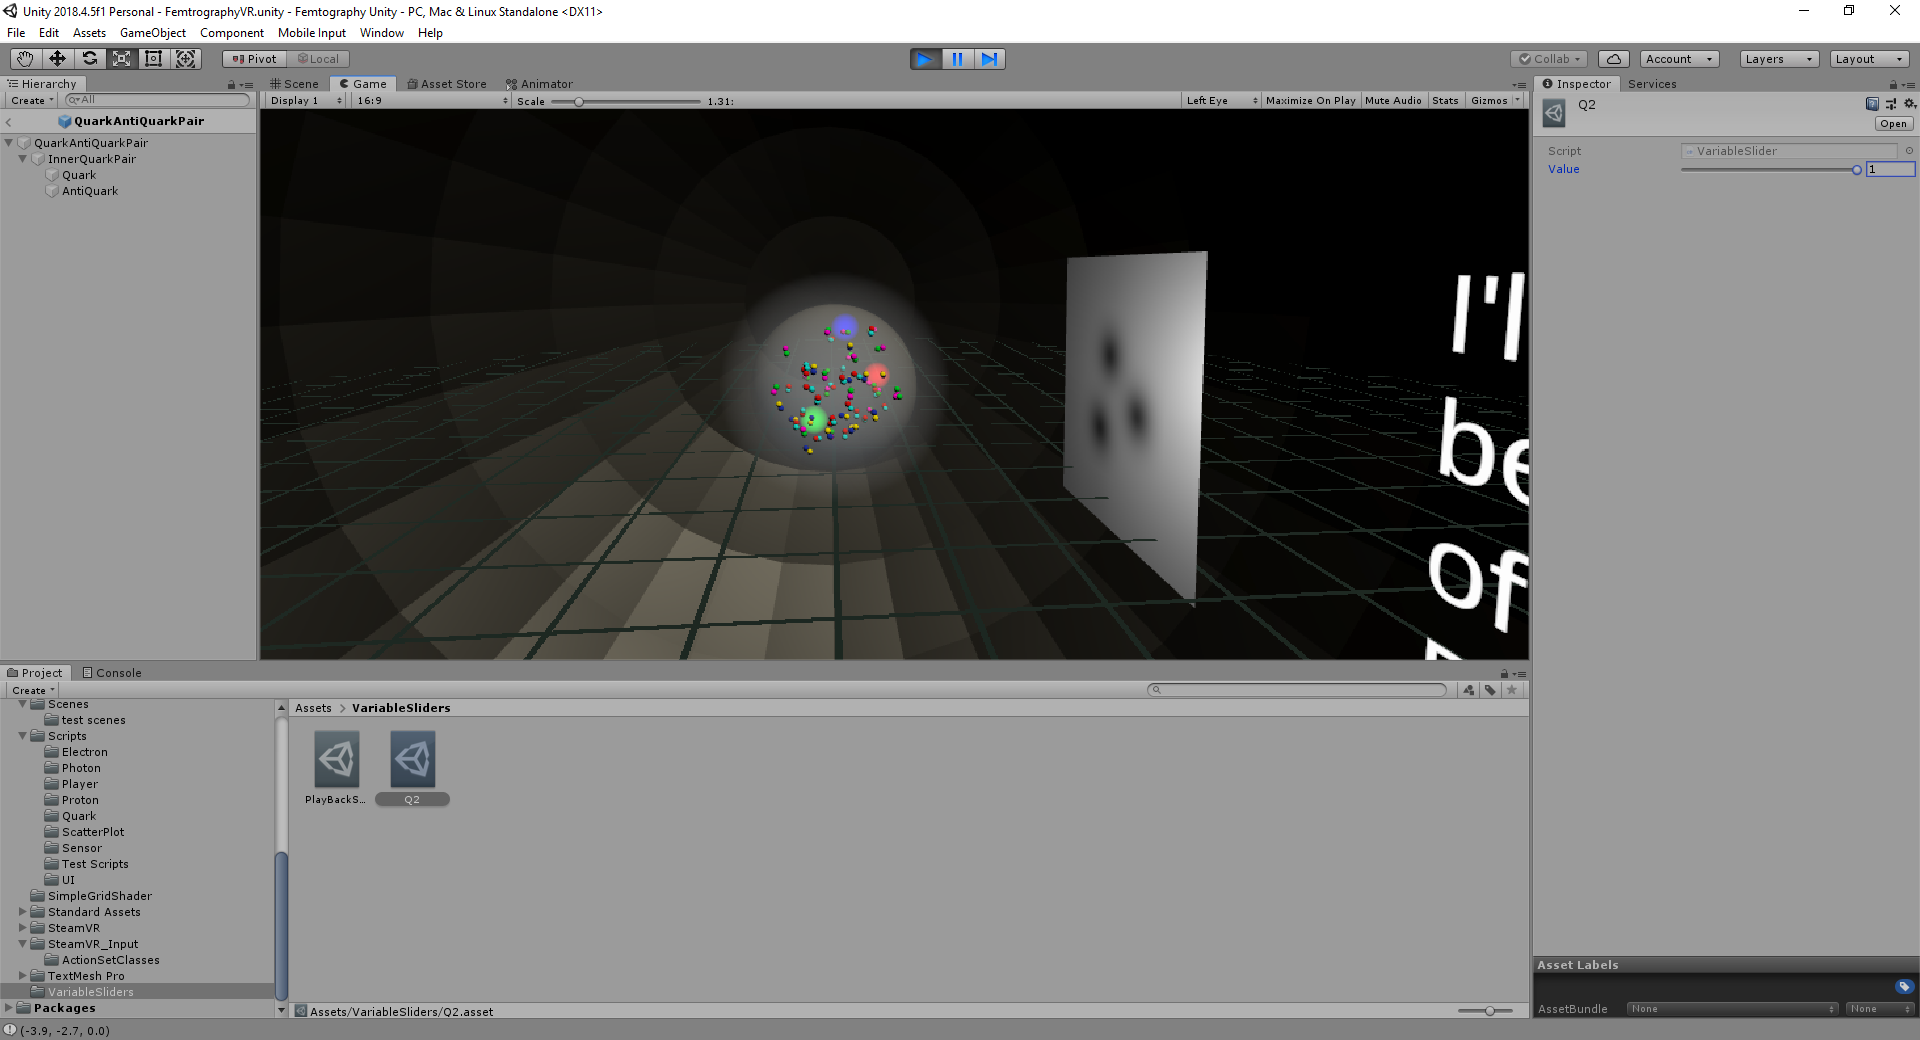 Unity 2018.4.5f1 Personal - FemtrographyVR.unity - Femtography Unity - PC, Mac & Linux Standalone <DX11>
File Edit Assets GameObject Component Mobile Input Window Help
Pivot Local Collab Account Layers Layout
Hierarchy
Create All
QuarkAntiQuarkPair
QuarkAntiQuarkPair
InnerQuarkPair
Quark
AntiQuark
Scene Game Asset Store Animator
Display 1 16:9 Scale 1.31: Left Eye Maximize On Play Mute Audio Stats Gizmos
I'l
be
of
Inspector Services
Q2
Open
Script VariableSlider
Value 1
Project Console
Create
Scenes
test scenes
Scripts
Electron
Photon
Player
Proton
Quark
ScatterPlot
Sensor
Test Scripts
UI
SimpleGridShader
Standard Assets
SteamVR
SteamVR_Input
ActionSetClasses
TextMesh Pro
VariableSliders
Packages
Assets > VariableSliders
PlayBackS... Q2
Assets/VariableSliders/Q2.asset
Asset Labels
AssetBundle None None
(-3.9, -2.7, 0.0)